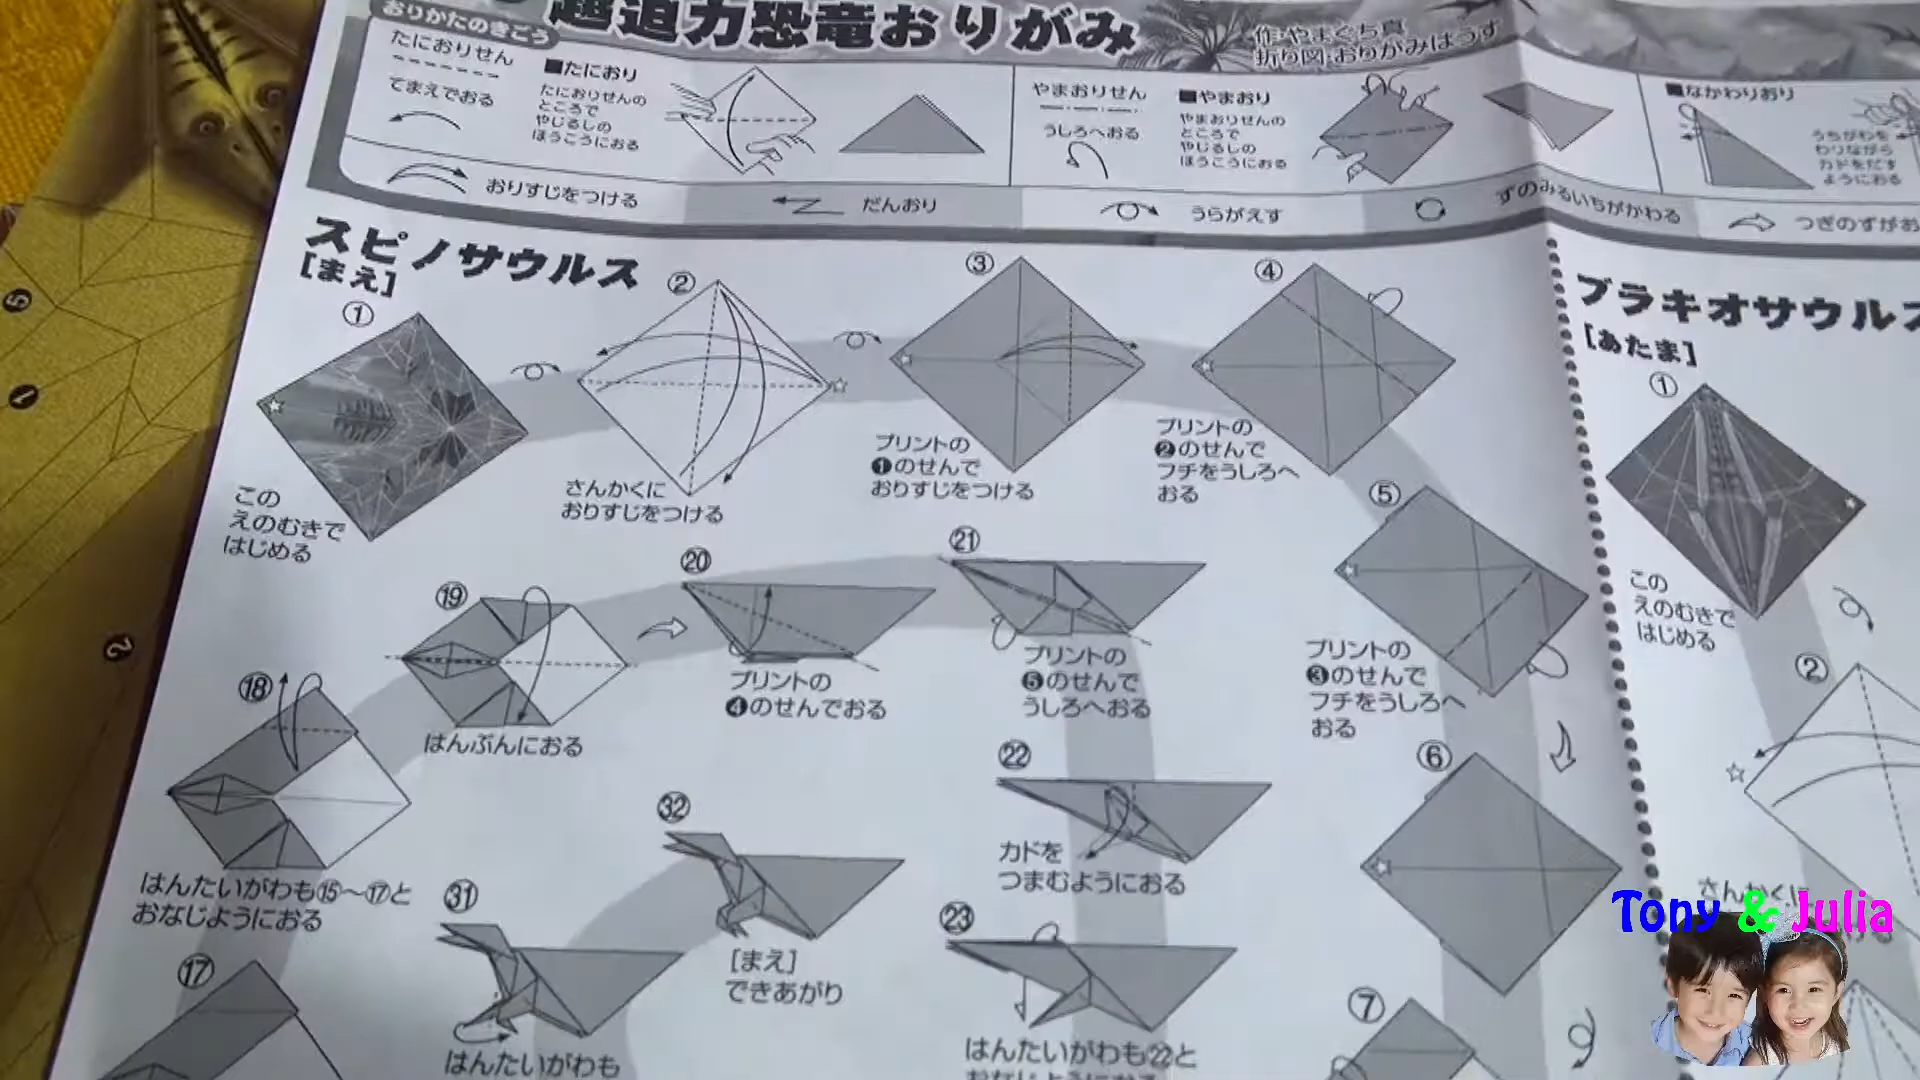 おりかたのきごう
超迫力恐竜おりがみ
作・やまぐち真
折り図・おりがみはうす
たにおりせん
てまえでおる
■たにおり
たにおりせんの
ところで
やじるしの
ほうこうにおる
やまおりせん
うしろへおる
■やまおり
やまおりせんの
ところで
やじるしの
ほうこうにおる
■なかわりおり
うちがわを
わりながら
カドをだす
ようにおる
おりすじをつける
だんおり
うらがえす
ずのみるいちがかわる
つぎのずがお
スピノサウルス
[まえ]
①
この
えのむきで
はじめる
②
さんかくに
おりすじをつける
③
プリントの
❶のせんで
おりすじをつける
④
プリントの
❷のせんで
フチをうしろへ
おる
⑤
プリントの
❸のせんで
フチをうしろへ
おる
⑥
⑦
⑰
⑱
はんたいがわも⑮～⑰と
おなじようにおる
⑲
はんぶんにおる
⑳
プリントの
❹のせんでおる
㉑
プリントの
❺のせんで
うしろへおる
㉒
カドを
つまむようにおる
㉓
はんたいがわも㉒と
おなじようにおる
㉛
はんたいがわも
㉜
[まえ]
できあがり
ブラキオサウルス
[あたま]
①
この
えのむきで
はじめる
②
さんかくに
5
1
2
Tony & Julia